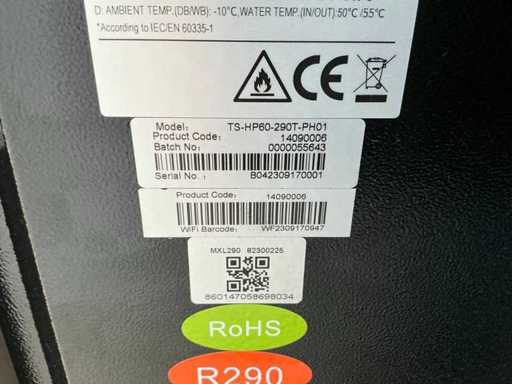 D: AMBIENT TEMP.(DB/WB): -10°C,WATER TEMP.(IN/OUT):50°C /55°C
*According to IEC/EN 60335-1
CE
Model: TS-HP60-290T-PH01
Product Code: 14090006
Batch No: 0000055643
Serial No.: B042309170001
Product Code: 14090006
WiFi Barcode: WF2309170947
MXL290 82300225
860147058698034
RoHS
R290